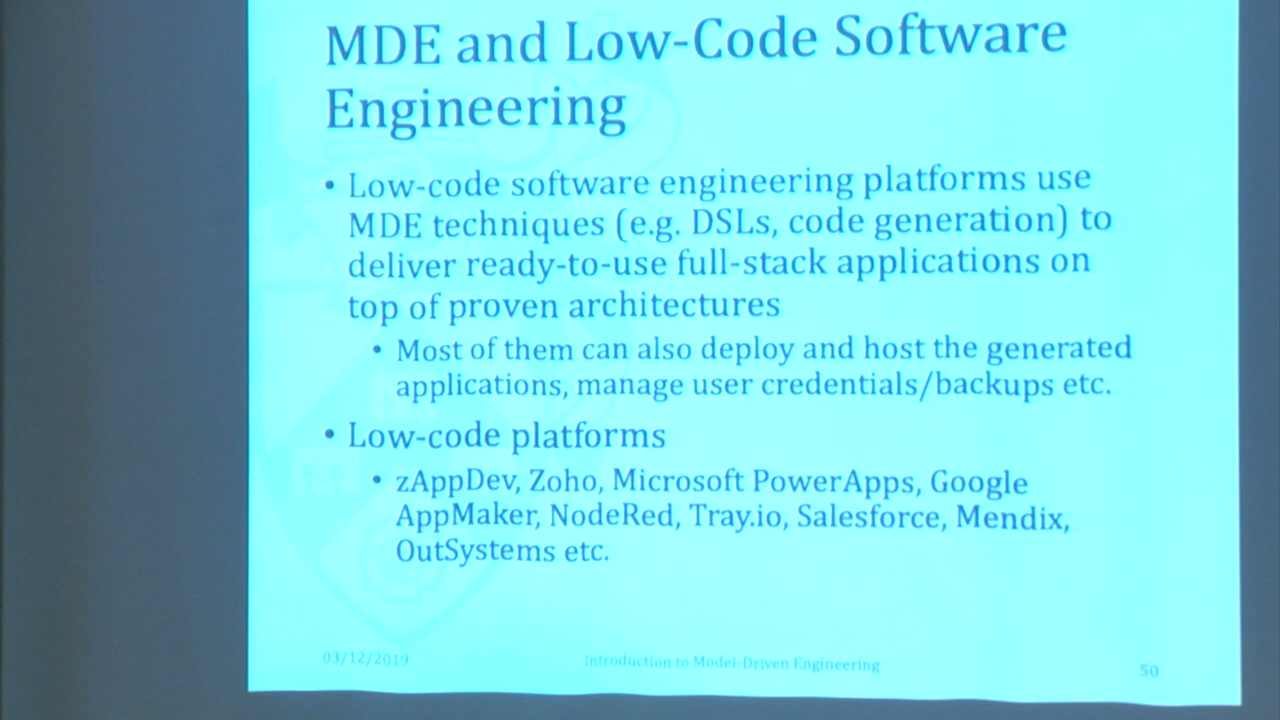 MDE and Low-Code Software
Engineering
• Low-code software engineering platforms use
MDE techniques (e.g. DSLs, code generation) to
deliver ready-to-use full-stack applications on
top of proven architectures
• Most of them can also deploy and host the generated
applications, manage user credentials/backups etc.
• Low-code platforms
• zAppDev, Zoho, Microsoft PowerApps, Google
AppMaker, NodeRed, Tray.io, Salesforce, Mendix,
OutSystems etc.
03/12/2019
Introduction to Model-Driven Engineering
50